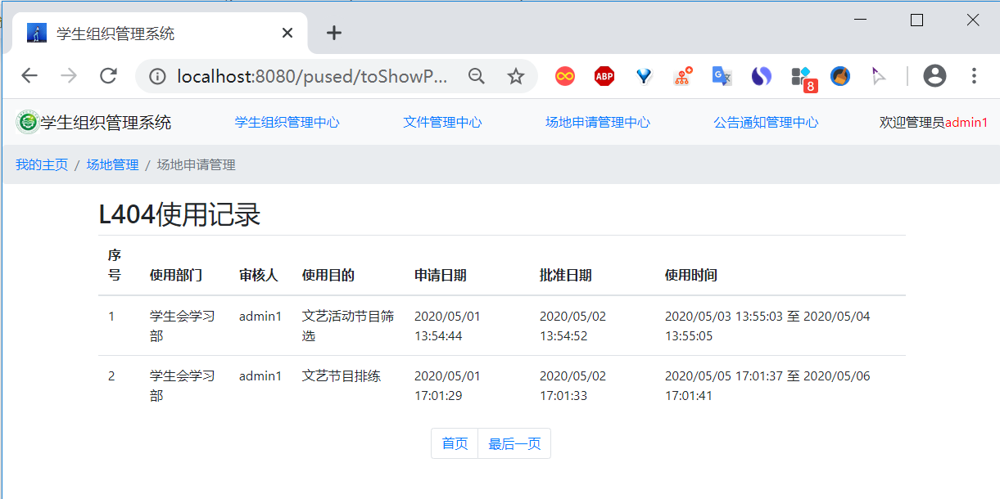 学生组织管理系统
localhost:8080/pused/toShowP...
ABP
8
学生组织管理系统 学生组织管理中心 文件管理中心 场地申请管理中心 公告通知管理中心 欢迎管理员admin1
我的主页 / 场地管理 / 场地申请管理
L404使用记录
序
号 使用部门 审核人 使用目的 申请日期 批准日期 使用时间
1 学生会学习 admin1 文艺活动节目筛 2020/05/01 2020/05/02 2020/05/03 13:55:03 至 2020/05/04
部 选 13:54:44 13:54:52 13:55:05
2 学生会学习 admin1 文艺节目排练 2020/05/01 2020/05/02 2020/05/05 17:01:37 至 2020/05/06
部 17:01:29 17:01:33 17:01:41
首页 最后一页